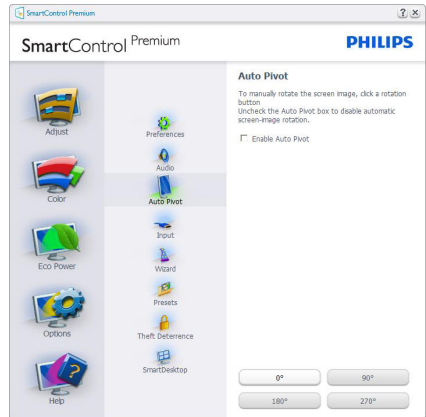 SmartControl Premium
? ×
SmartControl Premium
PHILIPS
Adjust
Color
Eco Power
Options
Help
Preferences
Audio
Auto Pivot
Input
Wizard
Presets
Theft Deterrence
SmartDesktop
Auto Pivot
To manually rotate the screen image, click a rotation
button
Uncheck the Auto Pivot box to disable automatic
screen-image rotation.
Enable Auto Pivot
0° 90°
180° 270°